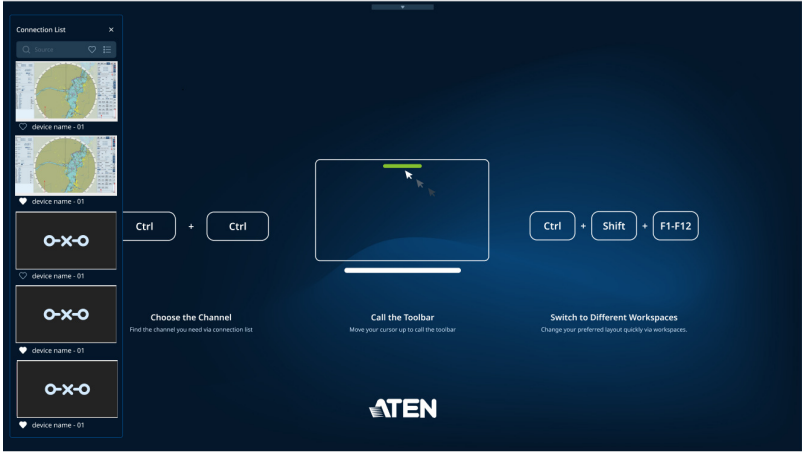 Connection List
Source
device name - 01
device name - 01
device name - 01
device name - 01
device name - 01
Ctrl + Ctrl
Choose the Channel
Find the channel you need via connection list
Call the Toolbar
Move your cursor up to call the toolbar
Ctrl + Shift + F1-F12
Switch to Different Workspaces
Change your preferred layout quickly via workspaces.
ATEN